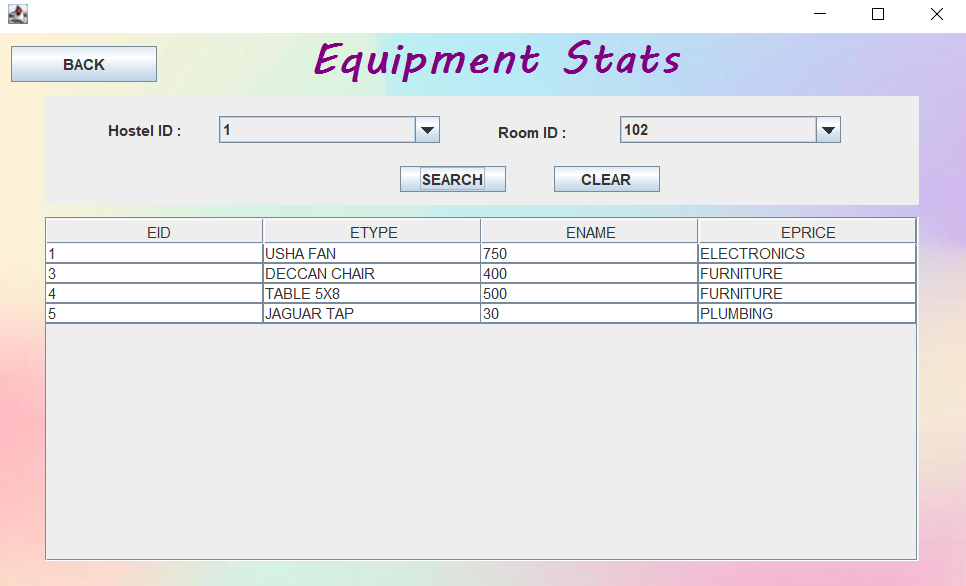 BACK
Equipment Stats
Hostel ID : 1 Room ID : 102
SEARCH CLEAR
EID ETYPE ENAME EPRICE
1 USHA FAN 750 ELECTRONICS
3 DECCAN CHAIR 400 FURNITURE
4 TABLE 5X8 500 FURNITURE
5 JAGUAR TAP 30 PLUMBING